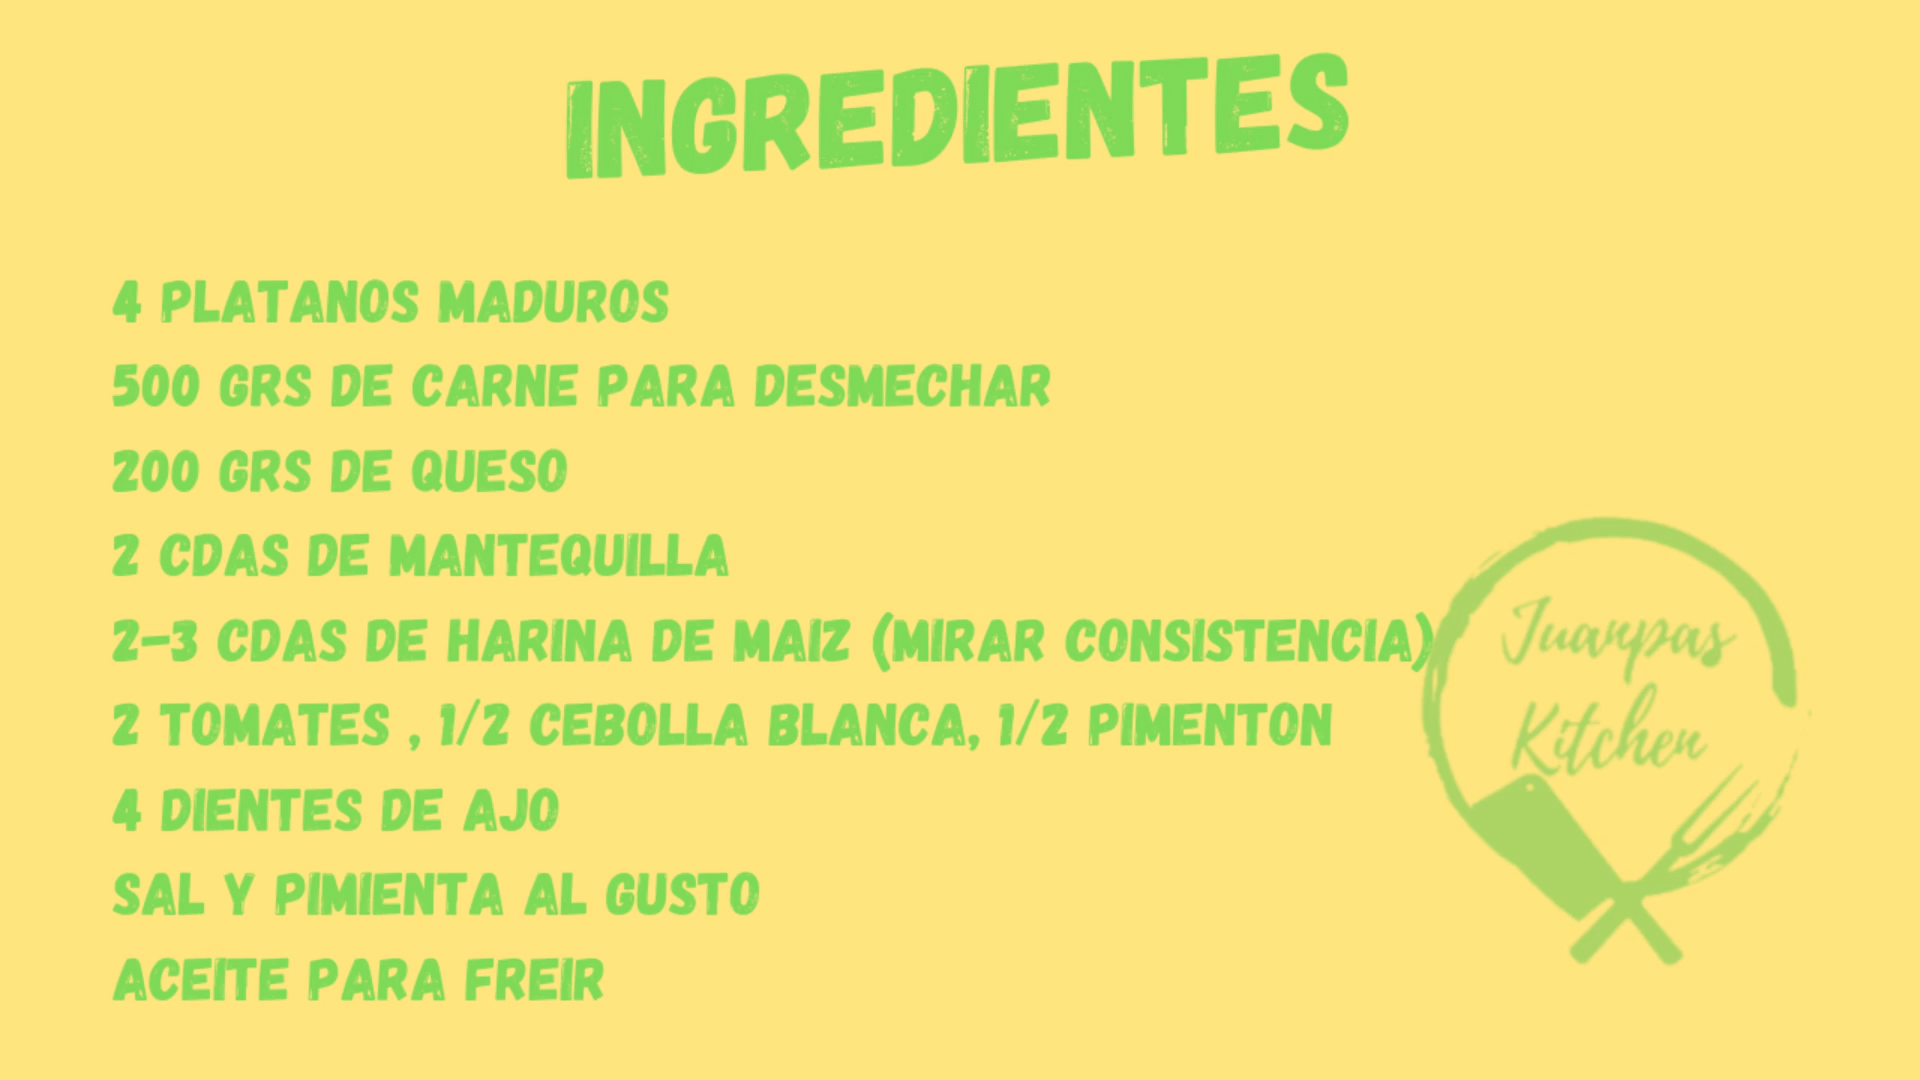 INGREDIENTES
4 PLATANOS MADUROS
500 GRS DE CARNE PARA DESMECHAR
200 GRS DE QUESO
2 CDAS DE MANTEQUILLA
2-3 CDAS DE HARINA DE MAIZ (MIRAR CONSISTENCIA)
2 TOMATES , 1/2 CEBOLLA BLANCA, 1/2 PIMENTON
4 DIENTES DE AJO
SAL Y PIMIENTA AL GUSTO
ACEITE PARA FREIR
Juanpas
Kitchen